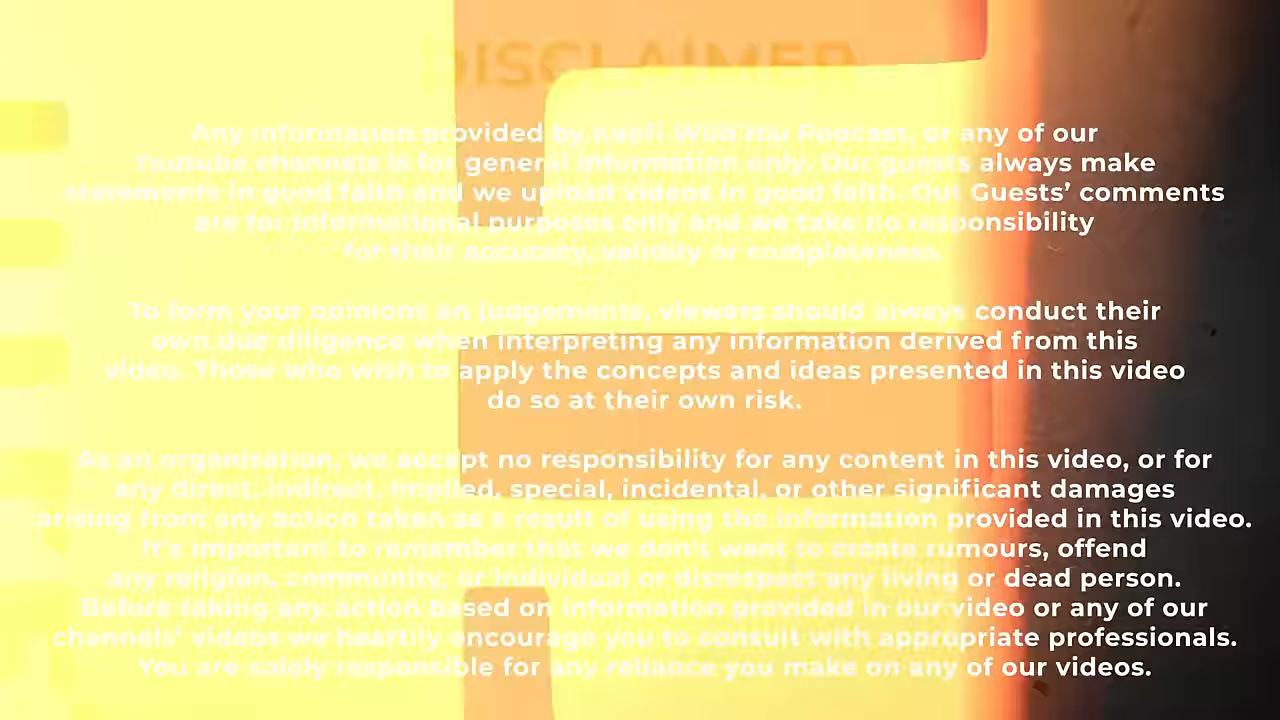 DISCLAIMER
Any information provided by Kaafi Wild Hai Podcast, or any of our
Youtube channels is for general information only. Our guests always make
statements in good faith and we upload videos in good faith. Our Guests’ comments
are for informational purposes only and we take no responsibility
for their accuracy, validity or completeness.
To form your opinions an judgements, viewers should always conduct their
own due diligence when interpreting any information derived from this
video. Those who wish to apply the concepts and ideas presented in this video
do so at their own risk.
As an organisation, we accept no responsibility for any content in this video, or for
any direct, indirect, implied, special, incidental, or other significant damages
arising from any action taken as a result of using the information provided in this video.
It's important to remember that we don't want to create rumours, offend
any religion, community, or individual or disrespect any living or dead person.
Before taking any action based on information provided in our video or any of our
channels' videos we heartily encourage you to consult with appropriate professionals.
You are solely responsible for any reliance you make on any of our videos.